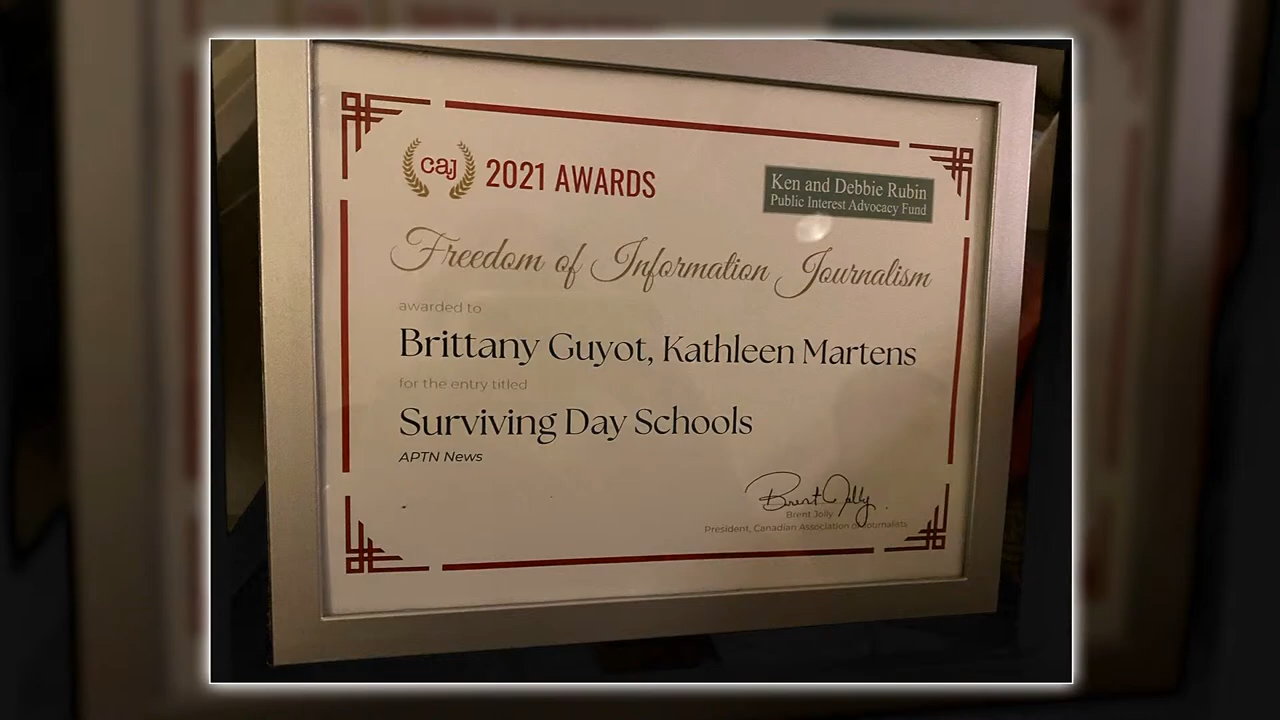 caj 2021 AWARDS
Ken and Debbie Rubin
Public Interest Advocacy Fund
Freedom of Information Journalism
awarded to
Brittany Guyot, Kathleen Martens
for the entry titled
Surviving Day Schools
APTN News
Brent Jolly
Brent Jolly
President, Canadian Association of Journalists